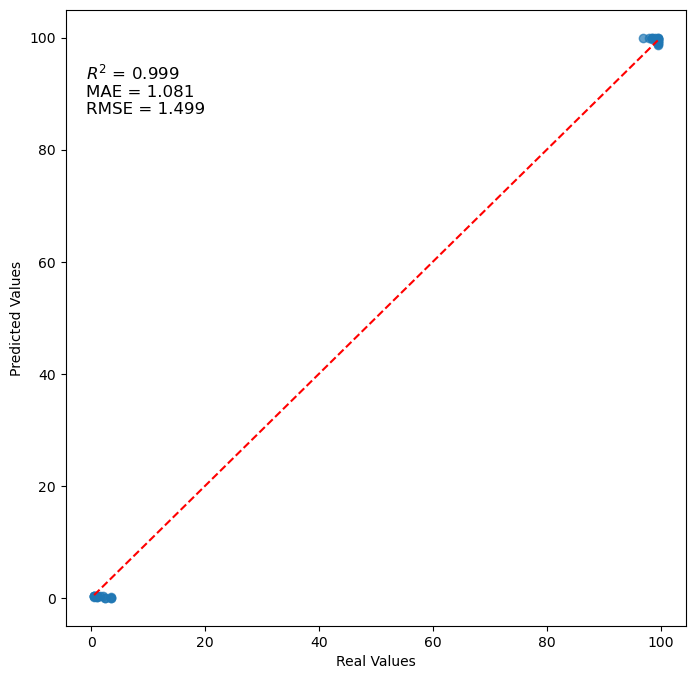 100
80
60
40
20
0
R² = 0.999
MAE = 1.081
RMSE = 1.499
Predicted Values
0 20 40 60 80 100
Real Values